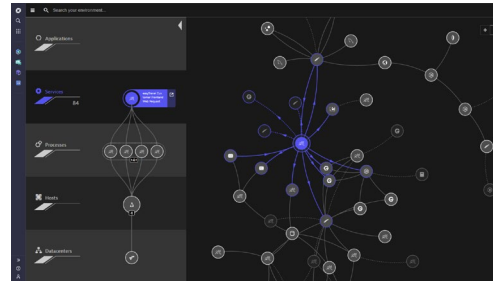 Search your environment...
Applications
Services
84
Processes
Hosts
Datacenters